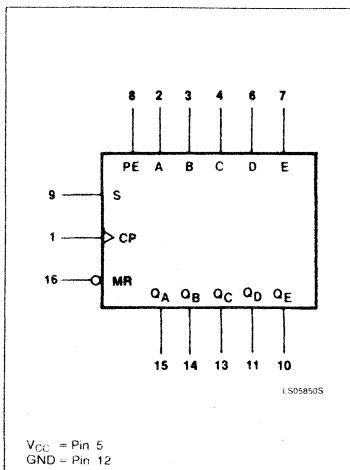 8 2 3 4 6 7
PE A B C D E
9 S
1 CP
16 MR
QA QB QC QD QE
15 14 13 11 10
LS05850S
VCC = Pin 5
GND = Pin 12